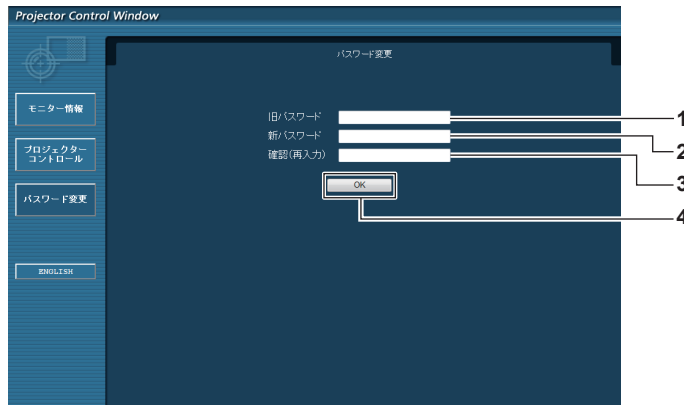 Projector Control Window
パスワード変更
モニター情報
プロジェクター
コントロール
パスワード変更
ENGLISH
旧パスワード
新パスワード
確認(再入力)
OK
1
2
3
4